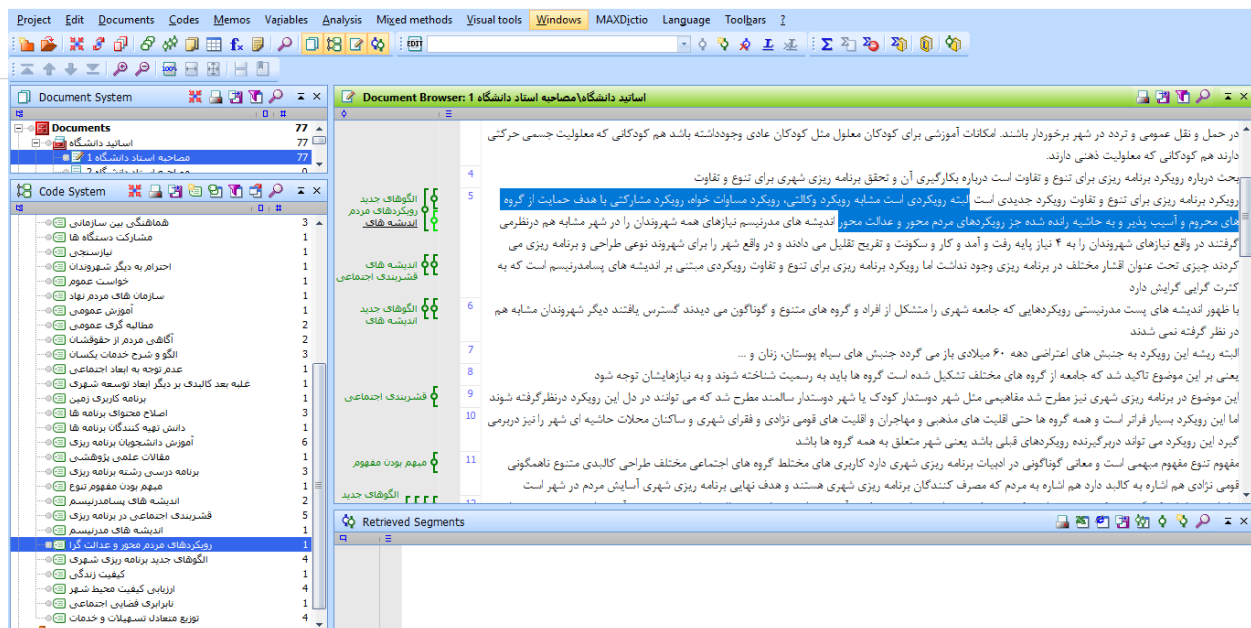 Project Edit Documents Codes Memos Variables Analysis Mixed methods Visual tools Windows MAXDictio Language Toolbars ?
EDIT
100%
Document System
Documents 77
اساتید دانشگاه 77
مصاحبه استاد دانشگاه 1 77
Code System
هماهنگی بین سازمانی 3
مشارکت دستگاه ها 1
نیازسنجی 1
احترام به دیگر شهروندان 1
خواست عموم 1
سازمان های مردم نهاد 1
آموزش عمومی 1
مطالبه گری عمومی 2
آگاهی مردم از حقوقشان 2
الگو و شرح خدمات یکسان 3
عدم توجه به ابعاد اجتماعی 1
غلبه بعد کالبدی بر دیگر ابعاد توسعه شهری 1
برنامه کاربری زمین 1
اصلاح محتوای برنامه ها 3
دانش تهیه کنندگان برنامه ها 1
آموزش دانشجویان برنامه ریزی 6
مقالات علمی پژوهشی 1
برنامه درسی رشته برنامه ریزی 3
مبهم بودن مفهوم تنوع 1
اندیشه های پسامدرنیسم 2
قشربندی اجتماعی در برنامه ریزی 5
اندیشه های مدرنیسم 1
رویکردهای مردم محور و عدالت گرا 1
الگوهای جدید برنامه ریزی شهری 4
کیفیت زندگی 1
ارزیابی کیفیت محیط شهر 4
نابرابری فضایی اجتماعی 1
توزیع متعادل تسهیلات و خدمات 4
Document Browser: اساتید دانشگاه\مصاحبه استاد دانشگاه 1
در حمل و نقل عمومی و تردد در شهر برخوردار باشند. امکانات آموزشی برای کودکان معلول مثل کودکان عادی وجودداشته باشد هم کودکانی که معلولیت جسمی حرکتی
دارند هم کودکانی که معلولیت ذهنی دارند.
4 بحث درباره رویکرد برنامه ریزی برای تنوع و تفاوت است درباره بکارگیری آن و تحقق برنامه ریزی شهری برای تنوع و تفاوت
الگوهای جدید
رویکردهای مردم
اندیشه های
5 رویکرد برنامه ریزی برای تنوع و تفاوت رویکرد جدیدی است البته رویکردی است مشابه رویکرد وکالتی، رویکرد مساوات خواه، رویکرد مشارکتی با هدف حمایت از گروه
های محروم و آسیب پذیر و به حاشیه رانده شده جز رویکردهای مردم محور و عدالت محور اندیشه های مدرنیسم نیازهای همه شهروندان را در شهر مشابه هم درنظرمی
گرفتند در واقع نیازهای شهروندان را به ۴ نیاز پایه رفت و آمد و کار و سکونت و تفریح تقلیل می دادند و در واقع شهر را برای شهروند نوعی طراحی و برنامه ریزی می
اندیشه های
قشربندی اجتماعی
کردند چیزی تحت عنوان اقشار مختلف در برنامه ریزی وجود نداشت اما رویکرد برنامه ریزی برای تنوع و تفاوت رویکردی مبتنی بر اندیشه های پسامدرنیسم است که به
کثرت گرایی گرایش دارد
الگوهای جدید
اندیشه های
6 با ظهور اندیشه های پست مدرنیستی رویکردهایی که جامعه شهری را متشکل از افراد و گروه های متنوع و گوناگون می دیدند گسترس یافتند دیگر شهروندان مشابه هم
در نظر گرفته نمی شدند
7 البته ریشه این رویکرد به جنبش های اعتراضی دهه ۶۰ میلادی باز می گردد جنبش های سیاه پوستان، زنان و ...
8 یعنی بر این موضوع تاکید شد که جامعه از گروه های مختلف تشکیل شده است گروه ها باید به رسمیت شناخته شوند و به نیازهایشان توجه شود
قشربندی اجتماعی
9 این موضوع در برنامه ریزی شهری نیز مطرح شد مفاهیمی مثل شهر دوستدار کودک یا شهر دوستدار سالمند مطرح شد که می توانند در دل این رویکرد درنظرگرفته شوند
10 اما این رویکرد بسیار فراتر است و همه گروه ها حتی اقلیت های مذهبی و مهاجران و اقلیت های قومی نژادی و فقرای شهری و ساکنان محلات حاشیه ای شهر را نیز دربرمی
گیرد این رویکرد می تواند دربرگیرنده رویکردهای قبلی باشد یعنی شهر متعلق به همه گروه ها باشد
مبهم بودن مفهوم
11 مفهوم تنوع مفهوم مبهمی است و معانی گوناگونی در ادبیات برنامه ریزی شهری دارد کاربری های مختلط گروه های اجتماعی مختلف طراحی کالبدی متنوع ناهمگونی
قومی نژادی هم اشاره به کالبد دارد هم اشاره به مردم که مصرف کنندگان برنامه ریزی شهری هستند و هدف نهایی برنامه ریزی شهری آسایش مردم در شهر است
الگوهای جدید
12
Retrieved Segments